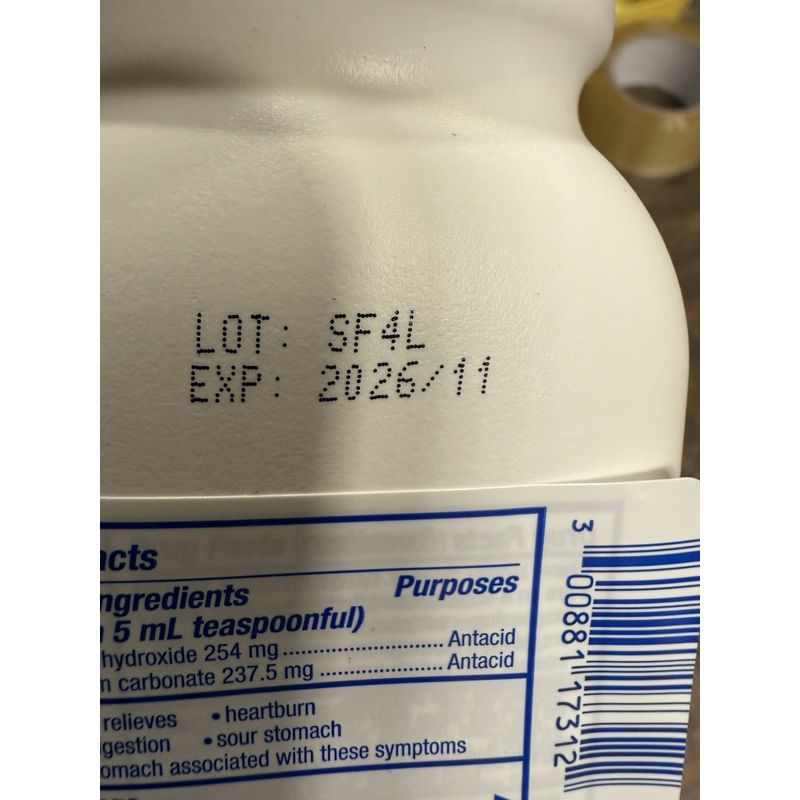 LOT: SF4L
EXP: 2026/11
acts
ngredients
Purposes
5 mL teaspoonful)
hydroxide 254 mg ........................ Antacid
carbonate 237.5 mg .................. Antacid
relieves • heartburn
gestion • sour stomach
omach associated with these symptoms
3 00881 17312